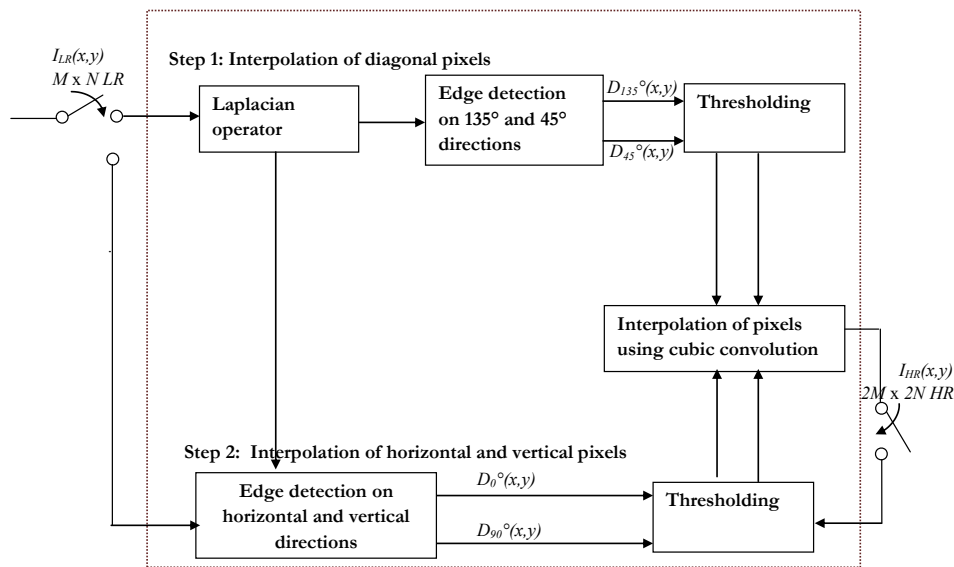 I_LR(x,y)
M x N LR
Step 1: Interpolation of diagonal pixels
Laplacian
operator
Edge detection
on 135° and 45°
directions
D_135°(x,y)
D_45°(x,y)
Thresholding
Interpolation of pixels
using cubic convolution
I_HR(x,y)
2M x 2N HR
Step 2: Interpolation of horizontal and vertical pixels
Edge detection on
horizontal and vertical
directions
D_0°(x,y)
D_90°(x,y)
Thresholding